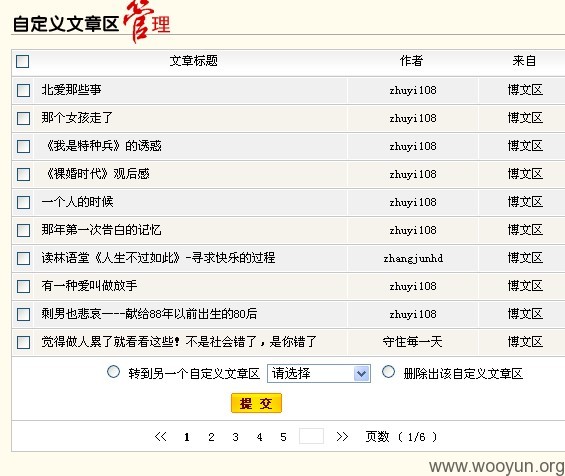 自定义文章区管理
文章标题 作者 来自
北爱那些事 zhuyi108 博文区
那个女孩走了 zhuyi108 博文区
《我是特种兵》的诱惑 zhuyi108 博文区
《裸婚时代》观后感 zhuyi108 博文区
一个人的时候 zhuyi108 博文区
那年第一次告白的记忆 zhuyi108 博文区
读林语堂《人生不过如此》-寻求快乐的过程 zhangjunhd 博文区
有一种爱叫做放手 zhuyi108 博文区
剩男也悲哀----献给88年以前出生的80后 zhuyi108 博文区
觉得做人累了就看看这些! 不是社会错了，是你错了 守住每一天 博文区
转到另一个自定义文章区 请选择 删除出该自定义文章区
提 交
<< 1 2 3 4 5 >> 页数 ( 1/6 )
www.wooyun.org